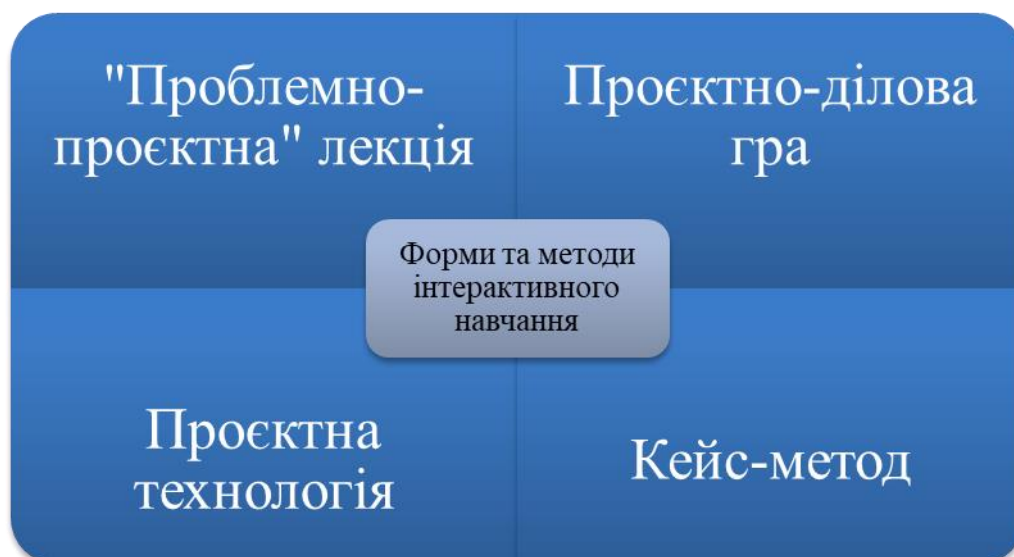 "Проблемно-
проєктна" лекція
Проєктно-ділова
гра
Форми та методи
інтерактивного
навчання
Проєктна
технологія
Кейс-метод